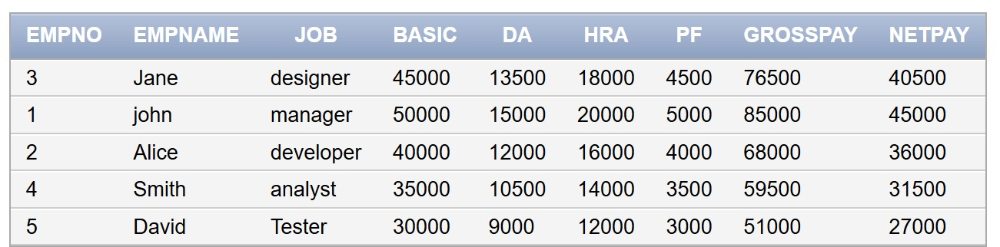 EMPNO EMPNAME JOB BASIC DA HRA PF GROSSPAY NETPAY
3 Jane designer 45000 13500 18000 4500 76500 40500
1 john manager 50000 15000 20000 5000 85000 45000
2 Alice developer 40000 12000 16000 4000 68000 36000
4 Smith analyst 35000 10500 14000 3500 59500 31500
5 David Tester 30000 9000 12000 3000 51000 27000